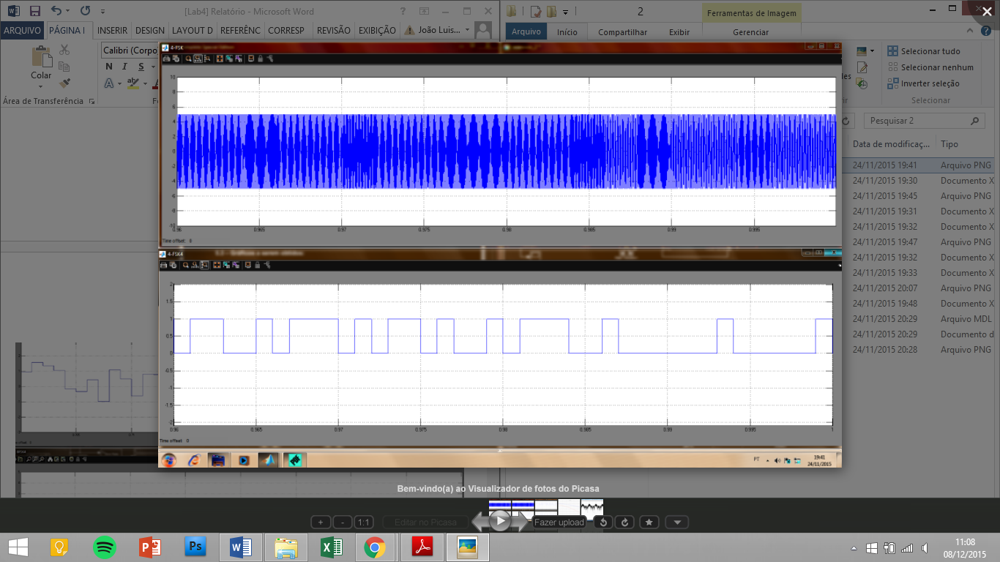 [Lab4] Relatório - Microsoft Word
2
Ferramentas de Imagem
ARQUIVO PÁGINA I INSERIR DESIGN LAYOUT D REFERÊNC CORRESP REVISÃO EXIBIÇÃO João Luis...
Arquivo Início Compartilhar Exibir Gerenciar
Calibri (Corpo
N I S
Colar
Área de Transferência
Selecionar tudo
Selecionar nenhum
Inverter seleção
Selecionar
Pesquisar 2
Data de modificaç... Tipo
24/11/2015 19:41 Arquivo PNG
24/11/2015 19:30 Documento X
24/11/2015 19:45 Arquivo PNG
24/11/2015 19:31 Documento X
24/11/2015 19:32 Documento X
24/11/2015 19:47 Arquivo PNG
24/11/2015 19:32 Documento X
24/11/2015 19:33 Documento X
24/11/2015 20:07 Arquivo PNG
24/11/2015 19:48 Documento X
24/11/2015 20:29 Arquivo MDL
24/11/2015 20:29 Documento d
24/11/2015 20:28 Arquivo PNG
4-FSK
10
8
6
4
2
0
-2
-4
-6
-8
-10
0.96 0.965 0.97 0.975 0.98 0.985 0.99 0.995
Time offset: 0
4-FSK4
2
1.5
1
0.5
0
-0.5
-1
-1.5
-2
0.96 0.965 0.97 0.975 0.98 0.985 0.99 0.995 1
Time offset: 0
PT
19:41
24/11/2015
Bem-vindo(a) ao Visualizador de fotos do Picasa
+ - 1:1 Editar no Picasa Fazer upload
11:08
08/12/2015